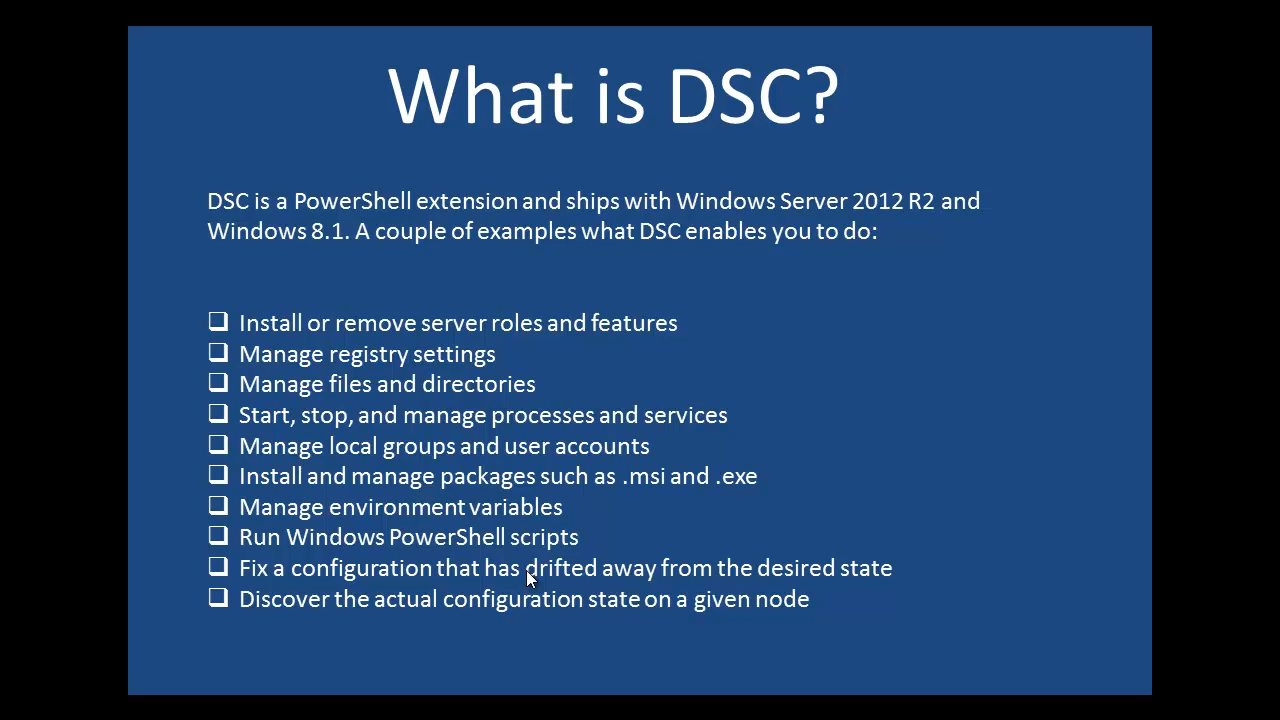 What is DSC?
DSC is a PowerShell extension and ships with Windows Server 2012 R2 and
Windows 8.1. A couple of examples what DSC enables you to do:
Install or remove server roles and features
Manage registry settings
Manage files and directories
Start, stop, and manage processes and services
Manage local groups and user accounts
Install and manage packages such as .msi and .exe
Manage environment variables
Run Windows PowerShell scripts
Fix a configuration that has drifted away from the desired state
Discover the actual configuration state on a given node